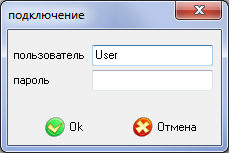 подключение
пользователь User
пароль
Ok Отмена